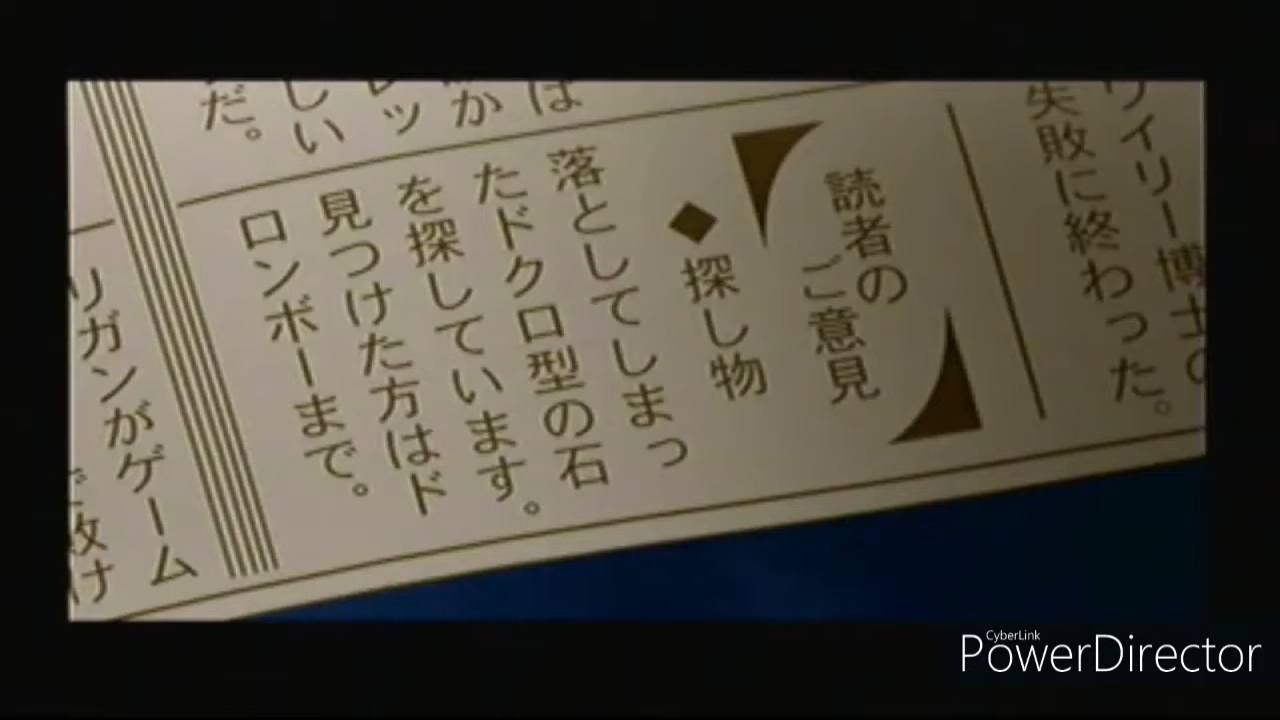 ワイリー博士の
失敗に終わった。
読者の
ご意見
◆探し物
落としてしまっ
たドクロ型の石
を探しています。
見つけた方はド
ロンボーまで。
は
か
ッ
しい
だ。
リガンがゲーム
敗け
CyberLink
PowerDirector